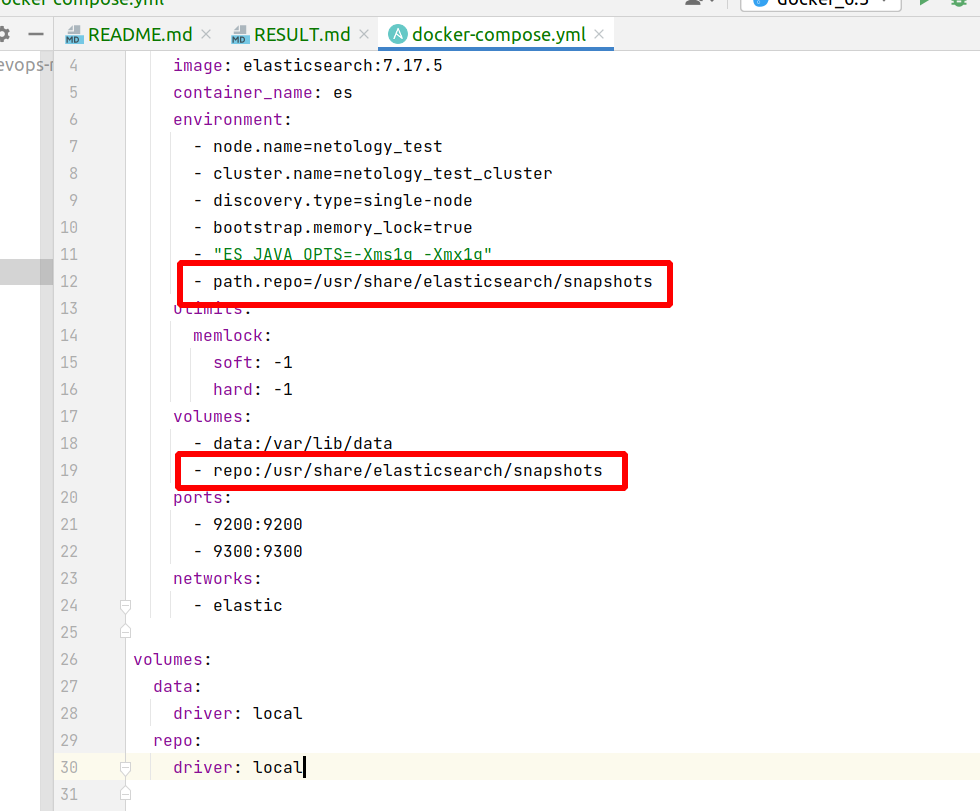 docker-compose.yml
docker_6.5
README.md
RESULT.md
docker-compose.yml
4 image: elasticsearch:7.17.5
5 container_name: es
6 environment:
7 - node.name=netology_test
8 - cluster.name=netology_test_cluster
9 - discovery.type=single-node
10 - bootstrap.memory_lock=true
11 - "ES_JAVA_OPTS=-Xms1g -Xmx1g"
12 - path.repo=/usr/share/elasticsearch/snapshots
13 ulimits:
14 memlock:
15 soft: -1
16 hard: -1
17 volumes:
18 - data:/var/lib/data
19 - repo:/usr/share/elasticsearch/snapshots
20 ports:
21 - 9200:9200
22 - 9300:9300
23 networks:
24 - elastic
25
26 volumes:
27 data:
28 driver: local
29 repo:
30 driver: local
31